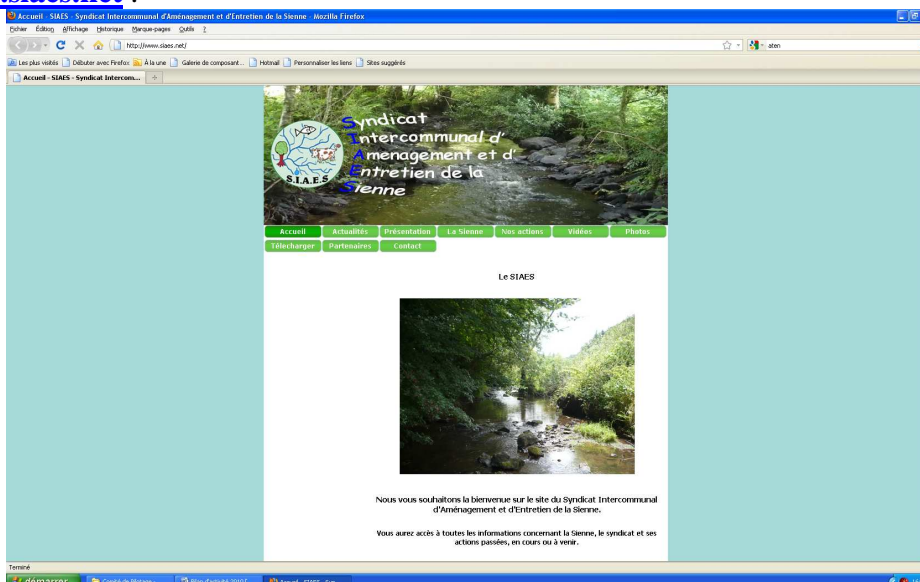 siaes.net :
Accueil - SIAES - Syndicat Intercommunal d'Aménagement et d'Entretien de la Sienne - Mozilla Firefox
Fichier Édition Affichage Historique Marque-pages Outils ?
http://www.siaes.net/
aten
Les plus visités Débuter avec Firefox À la une Galerie de composant... Hotmail Personnaliser les liens Sites suggérés
Accueil - SIAES - Syndicat Intercom...
Syndicat
Intercommunal d'
Amenagement et d'
Entretien de la
Sienne
S.I.A.E.S
Accueil Actualités Présentation La Sienne Nos actions Vidéos Photos
Télécharger Partenaires Contact
Le SIAES
Nous vous souhaitons la bienvenue sur le site du Syndicat Intercommunal
d'Aménagement et d'Entretien de la Sienne.
Vous aurez accès à toutes les informations concernant la Sienne, le syndicat et ses
actions passées, en cours ou à venir.
Terminé
démarrer